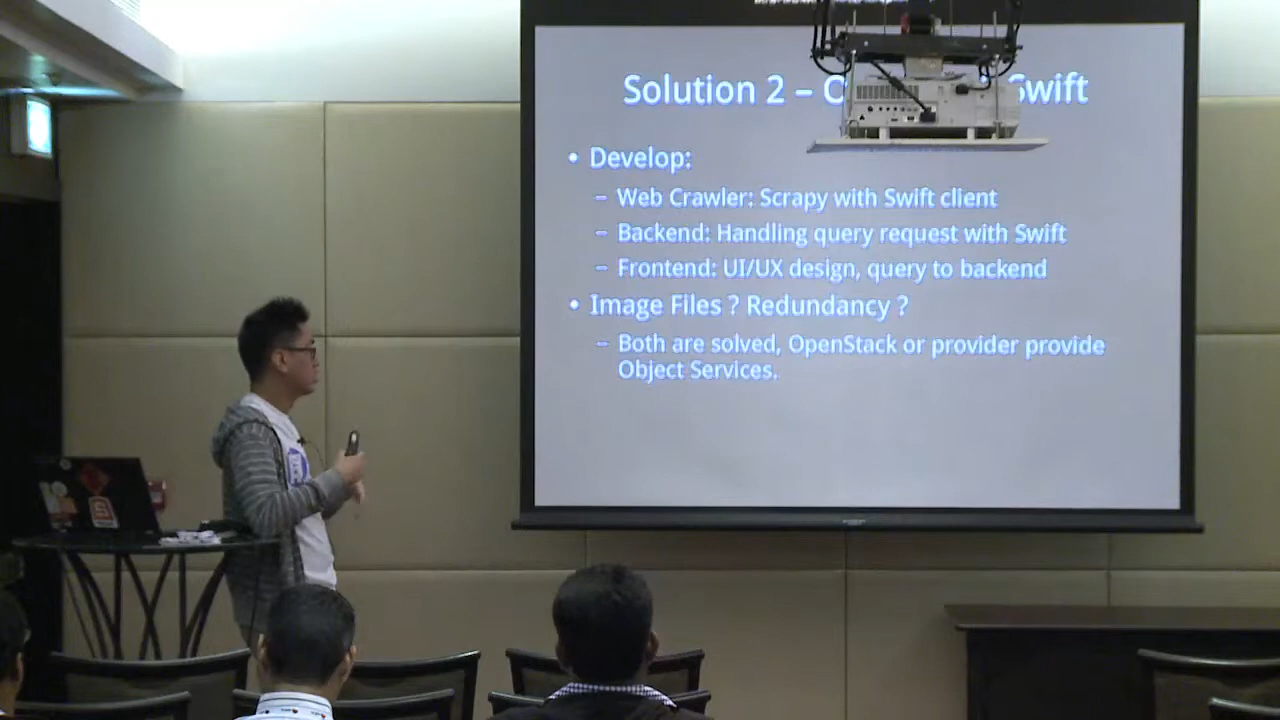 Solution 2 – Swift
• Develop:
– Web Crawler: Scrapy with Swift client
– Backend: Handling query request with Swift
– Frontend: UI/UX design, query to backend
• Image Files ? Redundancy ?
– Both are solved, OpenStack or provider provide
Object Services.